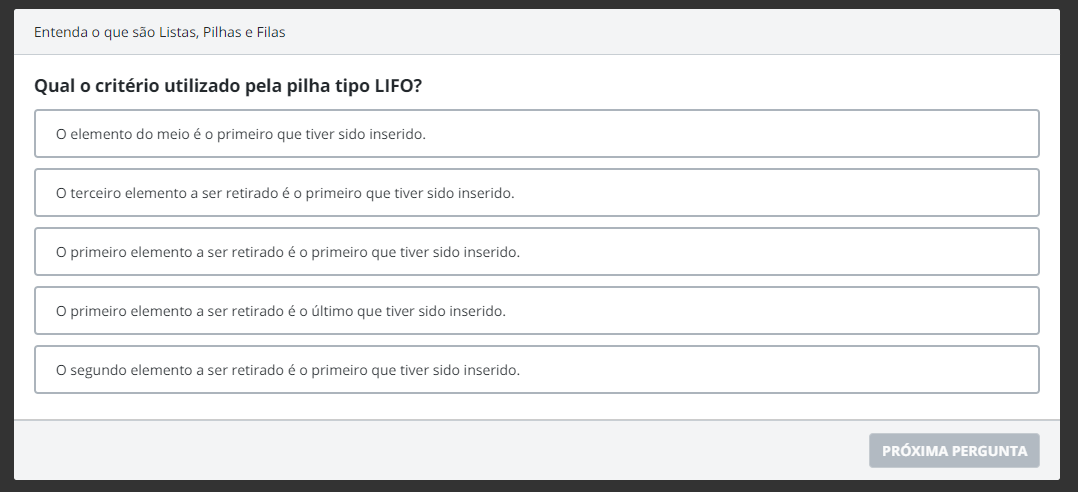 Entenda o que são Listas, Pilhas e Filas
Qual o critério utilizado pela pilha tipo LIFO?
O elemento do meio é o primeiro que tiver sido inserido.
O terceiro elemento a ser retirado é o primeiro que tiver sido inserido.
O primeiro elemento a ser retirado é o primeiro que tiver sido inserido.
O primeiro elemento a ser retirado é o último que tiver sido inserido.
O segundo elemento a ser retirado é o primeiro que tiver sido inserido.
PRÓXIMA PERGUNTA